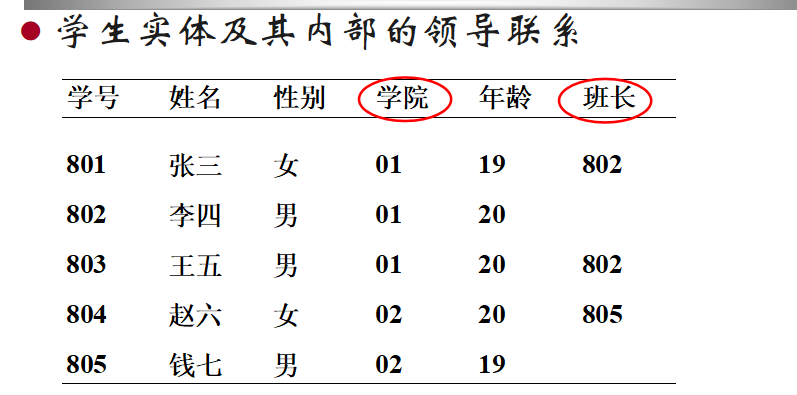 学生实体及其内部的领导联系
学号 姓名 性别 学院 年龄 班长
801 张三 女 01 19 802
802 李四 男 01 20
803 王五 男 01 20 802
804 赵六 女 02 20 805
805 钱七 男 02 19